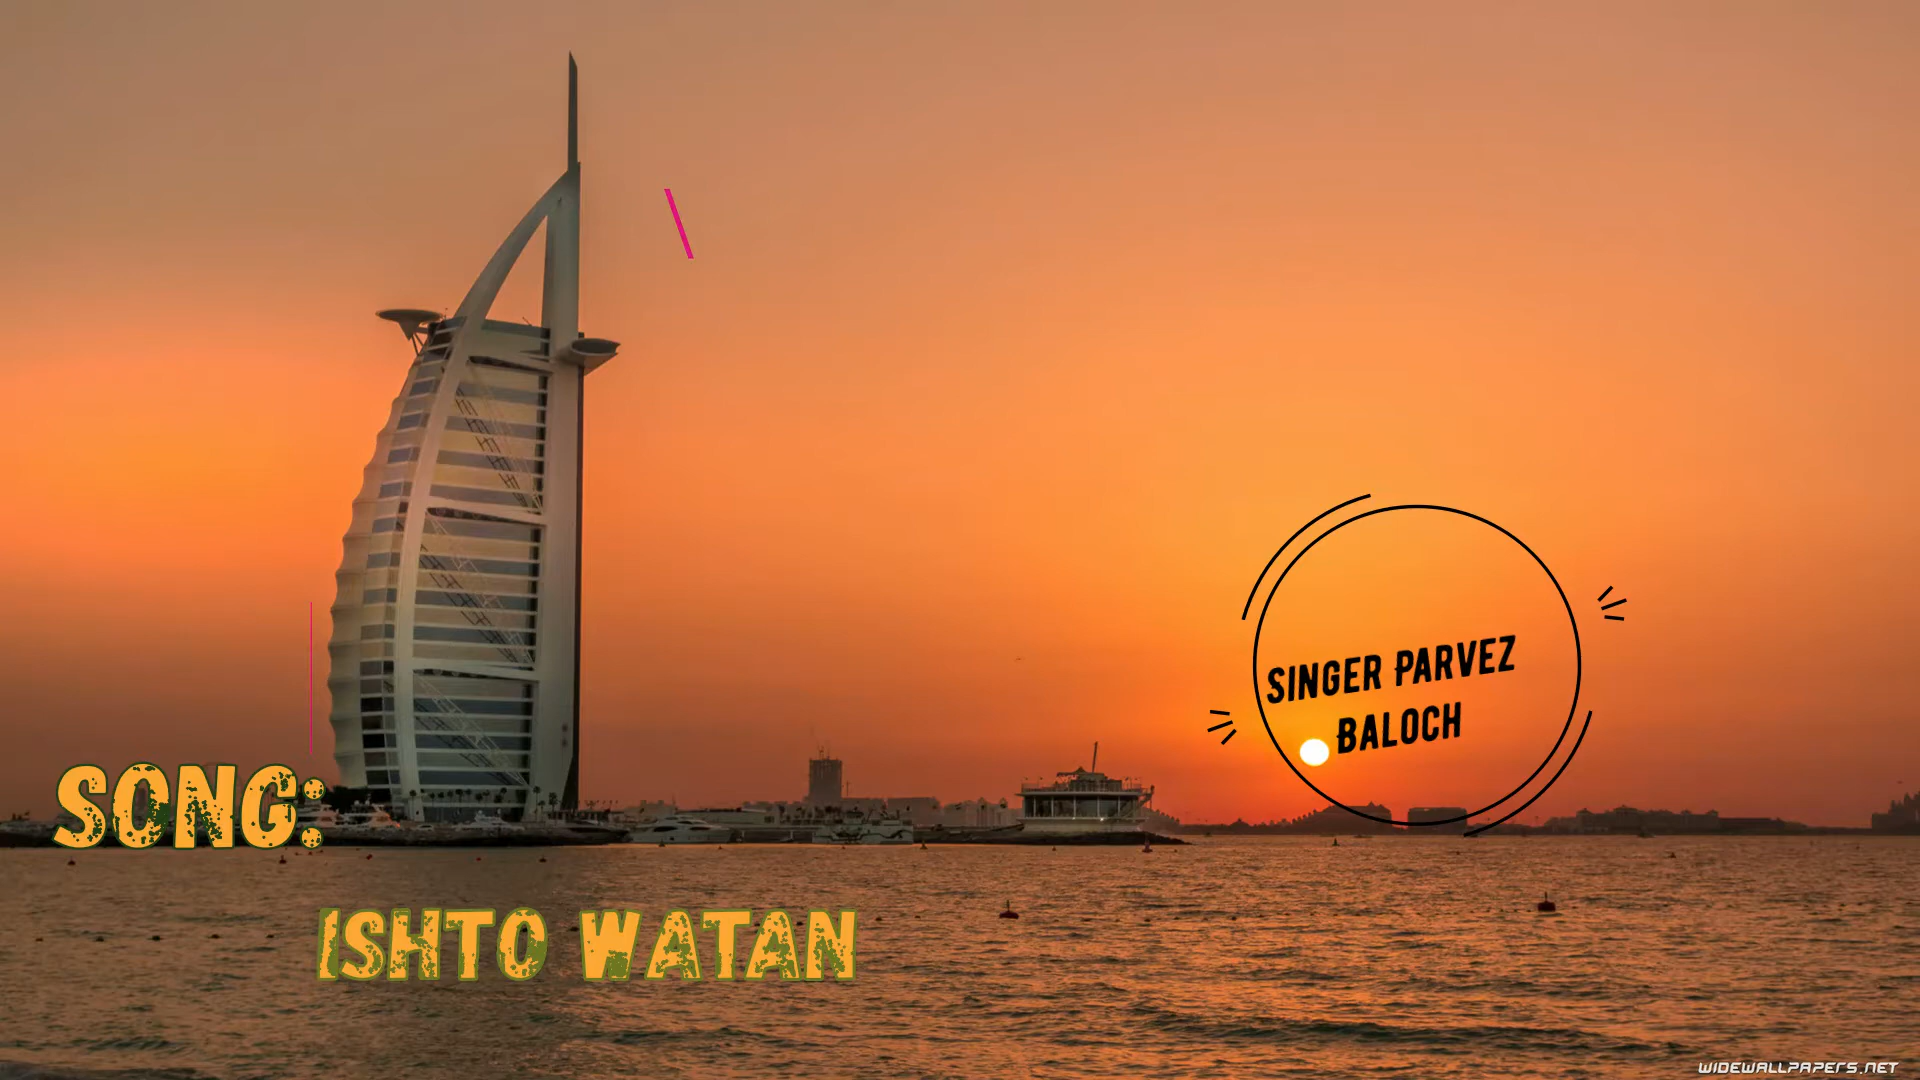 SINGER PARVEZ
BALOCH
SONG:
ISHTO WATAN
WIDEWALLPAPERS.NET